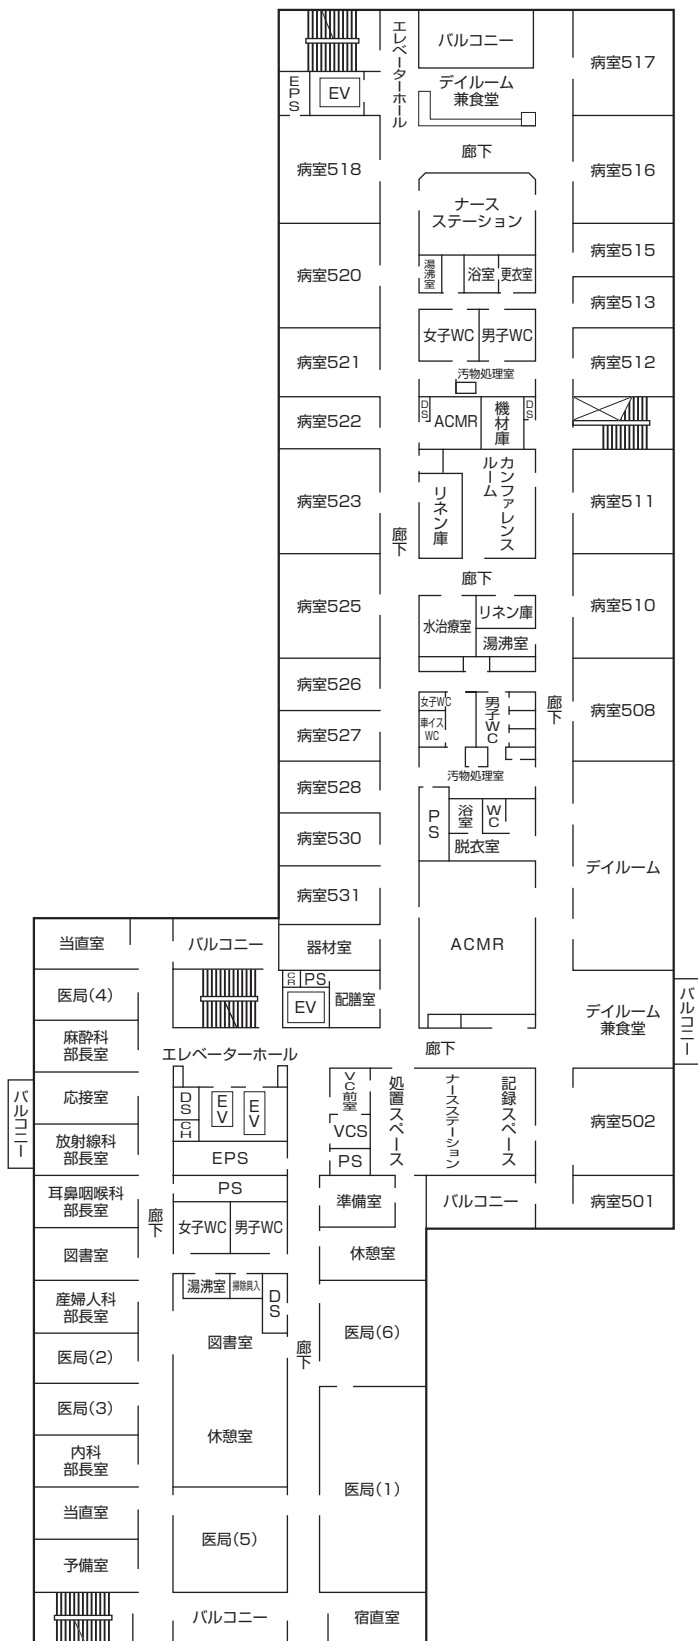 エレベーターホール
バルコニー
病室517
EPS
EV
デイルーム
兼食堂
廊下
病室518
病室516
ナース
ステーション
病室515
湯沸室
浴室
更衣室
病室520
病室513
女子WC
男子WC
病室521
病室512
汚物処理室
DS
ACMR
機材庫
DS
病室522
カンファレンス
ルーム
リネン庫
病室523
病室511
廊下
廊下
病室525
病室510
水治療室
リネン庫
湯沸室
病室526
女子WC
車イス
WC
男子WC
廊下
病室508
病室527
汚物処理室
病室528
PS
浴室
WC
脱衣室
病室530
デイルーム
病室531
当直室
バルコニー
器材室
ACMR
医局(4)
CR
PS
EV
配膳室
バルコニー
デイルーム
兼食堂
麻酔科
部長室
エレベーターホール
廊下
バルコニー
応接室
DS
CH
EV
EV
VC前室
処置スペース
ナースステーション
記録スペース
病室502
VCS
放射線科
部長室
EPS
PS
PS
耳鼻咽喉科
部長室
準備室
バルコニー
病室501
廊下
女子WC
男子WC
図書室
休憩室
湯沸室
掃除具入
DS
産婦人科
部長室
図書室
廊下
医局(6)
医局(2)
医局(3)
休憩室
内科
部長室
医局(1)
当直室
医局(5)
予備室
バルコニー
宿直室